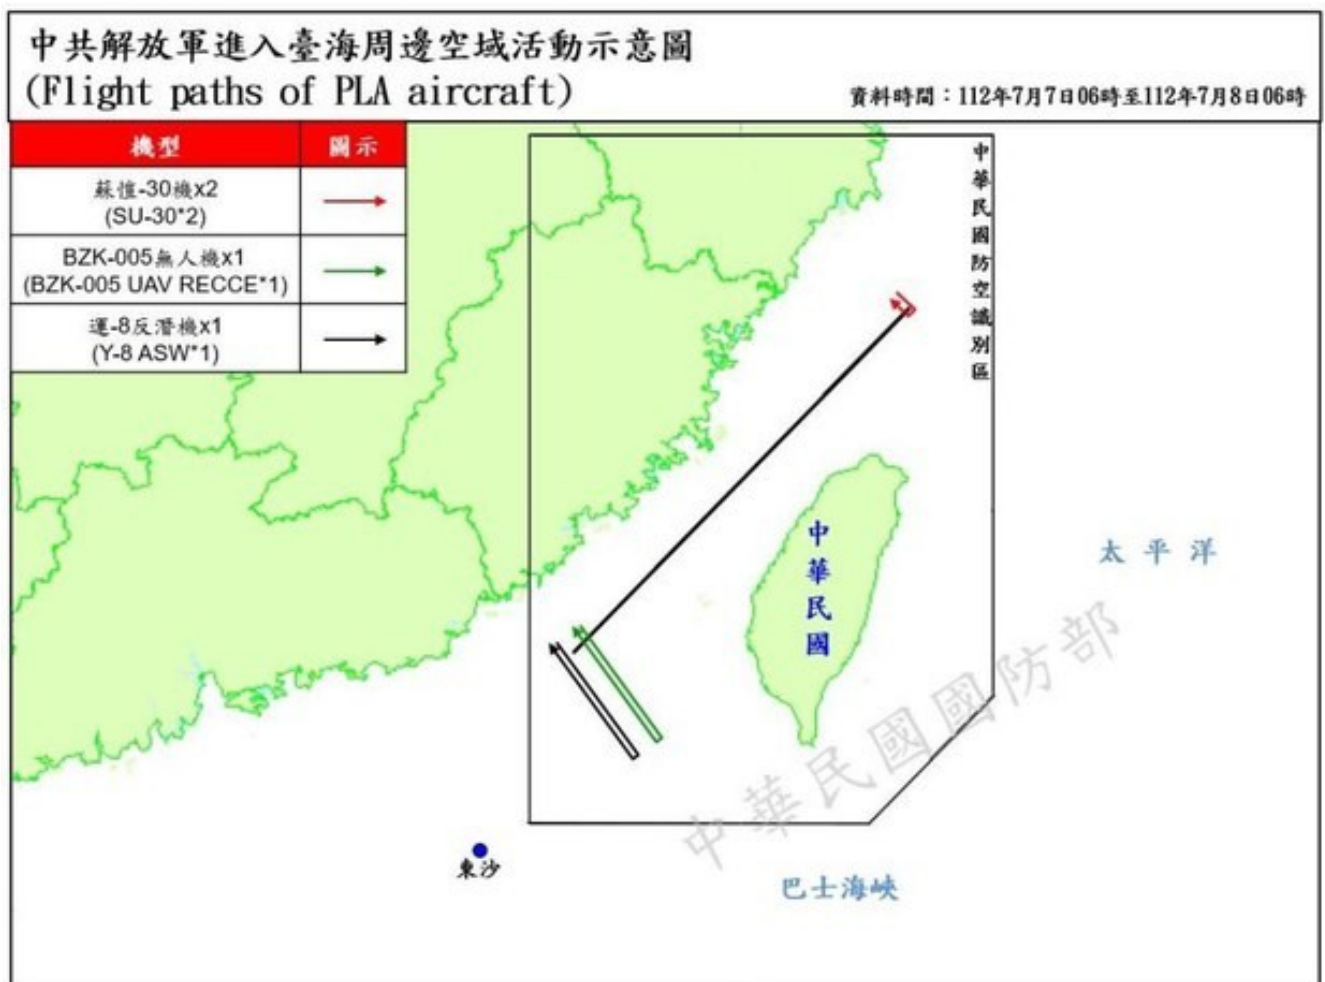 中共解放軍進入臺海周邊空域活動示意圖
(Flight paths of PLA aircraft)
資料時間：112年7月7日06時至112年7月8日06時
機型 圖示
蘇愷-30機x2
(SU-30*2)
BZK-005無人機x1
(BZK-005 UAV RECCE*1)
運-8反潛機x1
(Y-8 ASW*1)
中華民國防空識別區
中華民國
太平洋
中華民國國防部
東沙
巴士海峽